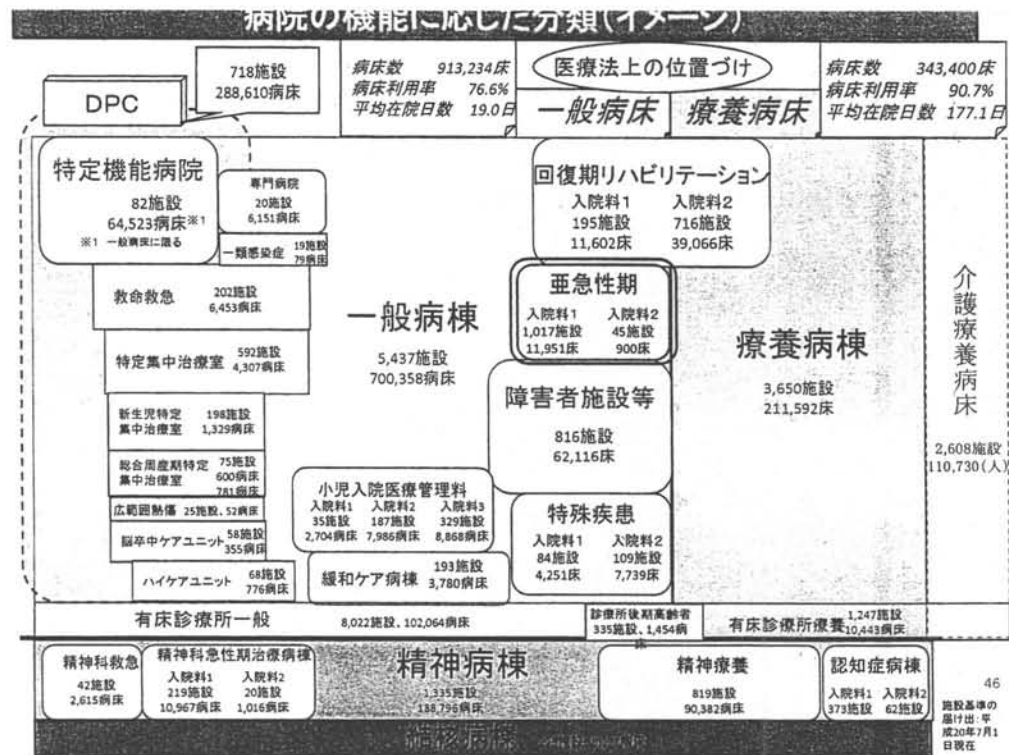 病院の機能に応じた分類(イメージ)
DPC
718施設
288,610病床
病床数 913,234床
病床利用率 76.6%
平均在院日数 19.0日
医療法上の位置づけ
一般病床
療養病床
病床数 343,400床
病床利用率 90.7%
平均在院日数 177.1日
特定機能病院
82施設
64,523病床※1
※1 一般病床に限る
専門病院
20施設
6,151病床
一類感染症 19施設
79病床
救命救急 202施設
6,453病床
特定集中治療室 592施設
4,307病床
新生児特定
集中治療室
198施設
1,329病床
総合周産期特定
集中治療室
75施設
600病床
781病床
広範囲熱傷 25施設、52病床
脳卒中ケアユニット 58施設
355病床
ハイケアユニット 68施設
776病床
一般病棟
5,437施設
700,358病床
回復期リハビリテーション
入院料1 入院料2
195施設 716施設
11,602床 39,066床
亜急性期
入院料1 入院料2
1,017施設 45施設
11,951床 900床
障害者施設等
816施設
62,116床
小児入院医療管理料
入院料1 入院料2 入院料3
35施設 187施設 329施設
2,704病床 7,986病床 8,868病床
緩和ケア病棟 193施設
3,780病床
特殊疾患
入院料1 入院料2
84施設 109施設
4,251床 7,739床
療養病棟
3,650施設
211,592床
介護療養病床
2,608施設
110,730(人)
有床診療所一般 8,022施設、102,064病床
診療所後期高齢者
335施設、1,454病
床
有床診療所療養 1,247施設
10,443病床
精神科救急
42施設
2,615病床
精神科急性期治療病棟
入院料1 入院料2
219施設 20施設
10,967病床 1,016病床
精神病棟
1,335施設
精神療養
819施設
90,382病床
認知症病棟
入院料1 入院料2
373施設 62施設
結核病棟
46
施設基準の
届け出:平
成20年7月1
日現在